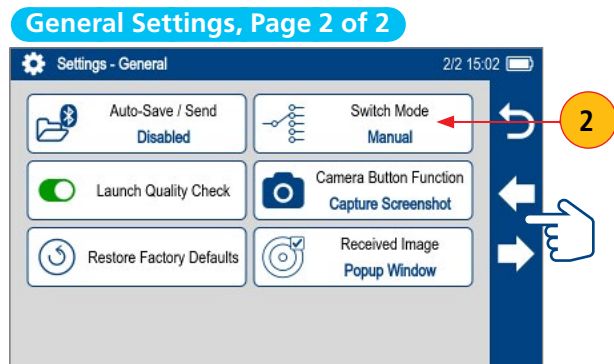 General Settings, Page 2 of 2
Settings - General 2/2 15:02
Auto-Save / Send
Disabled
Switch Mode
Manual
2
Launch Quality Check
Camera Button Function
Capture Screenshot
Restore Factory Defaults
Received Image
Popup Window